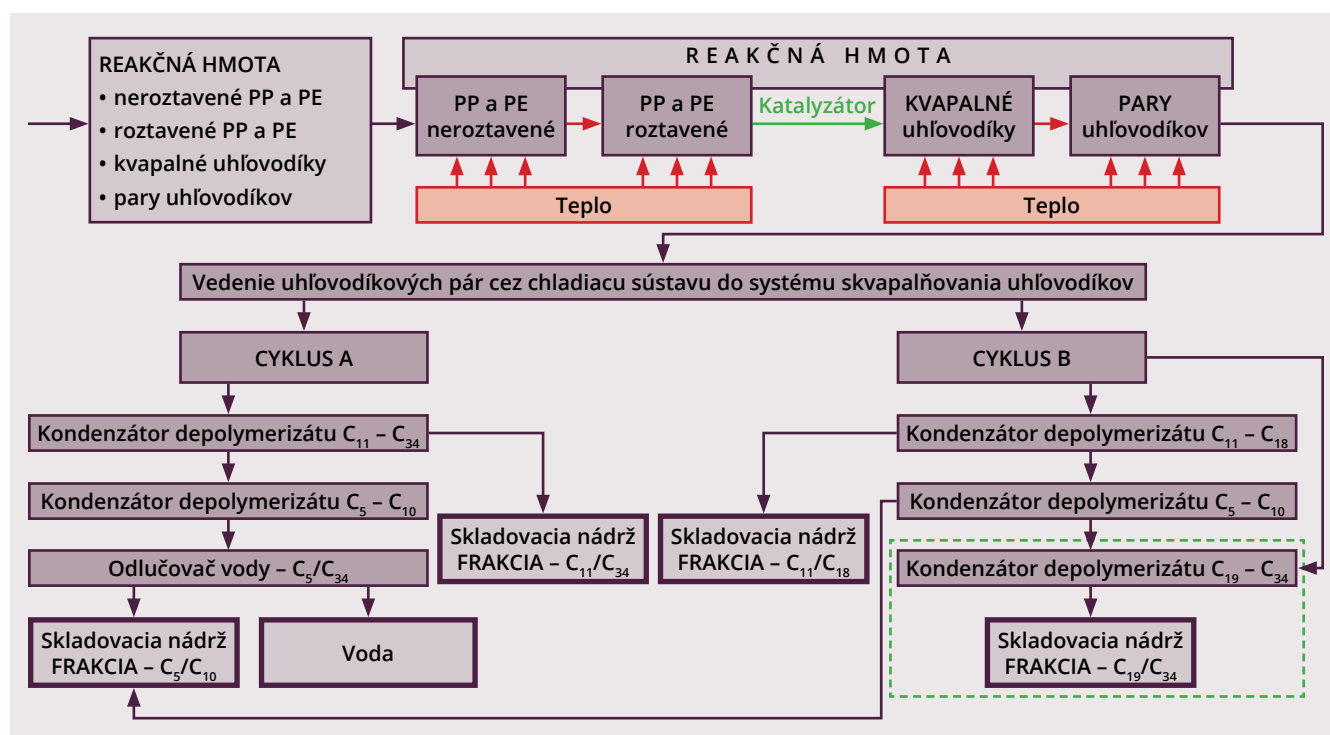 REAKČNÁ HMOTA
• neroztavené PP a PE
• roztavené PP a PE
• kvapalné uhľovodíky
• pary uhľovodíkov
REAKČNÁ HMOTA
PP a PE
neroztavené
PP a PE
roztavené
Katalyzátor
KVAPALNÉ
uhľovodíky
PARY
uhľovodíkov
Teplo
Teplo
Vedenie uhľovodíkových pár cez chladiacu sústavu do systému skvapalňovania uhľovodíkov
CYKLUS A
CYKLUS B
Kondenzátor depolymerizátu C₁₁ – C₃₄
Kondenzátor depolymerizátu C₅ – C₁₀
Odlučovač vody – C₅/C₃₄
Skladovacia nádrž
FRAKCIA – C₅/C₁₀
Voda
Skladovacia nádrž
FRAKCIA – C₁₁/C₃₄
Skladovacia nádrž
FRAKCIA – C₁₁/C₁₈
Kondenzátor depolymerizátu C₁₁ – C₁₈
Kondenzátor depolymerizátu C₅ – C₁₀
Kondenzátor depolymerizátu C₁₉ – C₃₄
Skladovacia nádrž
FRAKCIA – C₁₉/C₃₄